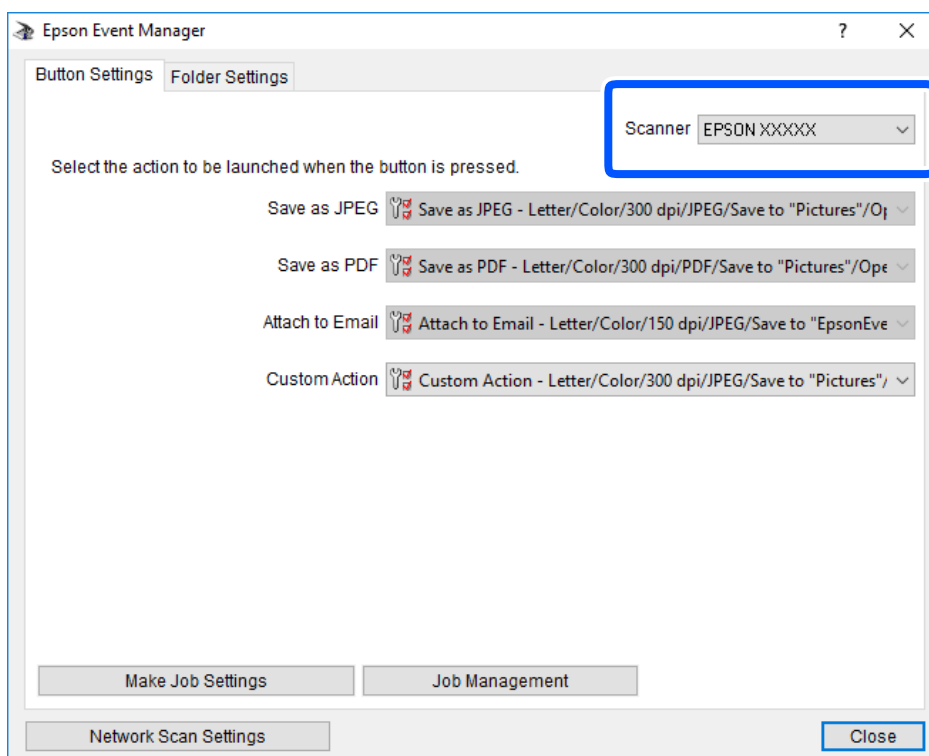 Epson Event Manager
Button Settings Folder Settings
Scanner EPSON XXXXX
Select the action to be launched when the button is pressed.
Save as JPEG Save as JPEG - Letter/Color/300 dpi/JPEG/Save to "Pictures"/Op
Save as PDF Save as PDF - Letter/Color/300 dpi/PDF/Save to "Pictures"/Ope
Attach to Email Attach to Email - Letter/Color/150 dpi/JPEG/Save to "EpsonEve
Custom Action Custom Action - Letter/Color/300 dpi/JPEG/Save to "Pictures"/
Make Job Settings Job Management
Network Scan Settings Close